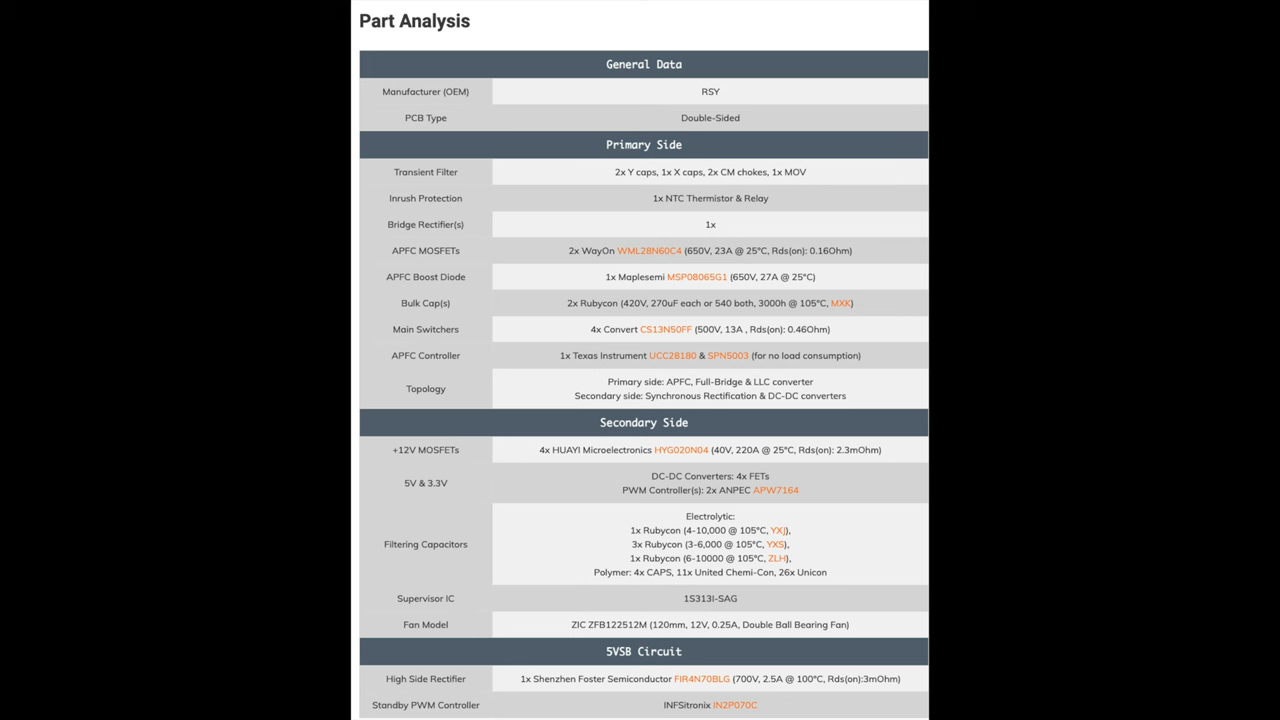 Part Analysis
General Data
Manufacturer (OEM) RSY
PCB Type Double-Sided
Primary Side
Transient Filter 2x Y caps, 1x X caps, 2x CM chokes, 1x MOV
Inrush Protection 1x NTC Thermistor & Relay
Bridge Rectifier(s) 1x
APFC MOSFETs 2x WayOn WML28N60C4 (650V, 23A @ 25°C, Rds(on): 0.16Ohm)
APFC Boost Diode 1x Maplesemi MSP08065G1 (650V, 27A @ 25°C)
Bulk Cap(s) 2x Rubycon (420V, 270uF each or 540 both, 3000h @ 105°C, MXK)
Main Switchers 4x Convert CS13N50FF (500V, 13A , Rds(on): 0.46Ohm)
APFC Controller 1x Texas Instrument UCC28180 & SPN5003 (for no load consumption)
Topology
Primary side: APFC, Full-Bridge & LLC converter
Secondary side: Synchronous Rectification & DC-DC converters
Secondary Side
+12V MOSFETs 4x HUAYI Microelectronics HYG020N04 (40V, 220A @ 25°C, Rds(on): 2.3mOhm)
5V & 3.3V
DC-DC Converters: 4x FETs
PWM Controller(s): 2x ANPEC APW7164
Filtering Capacitors
Electrolytic:
1x Rubycon (4-10,000 @ 105°C, YXJ),
3x Rubycon (3-6,000 @ 105°C, YXS),
1x Rubycon (6-10000 @ 105°C, ZLH),
Polymer: 4x CAPS, 11x United Chemi-Con, 26x Unicon
Supervisor IC 1S313I-SAG
Fan Model ZIC ZFB122512M (120mm, 12V, 0.25A, Double Ball Bearing Fan)
5VSB Circuit
High Side Rectifier 1x Shenzhen Foster Semiconductor FIR4N70BLG (700V, 2.5A @ 100°C, Rds(on):3mOhm)
Standby PWM Controller INFSitronix IN2P070C